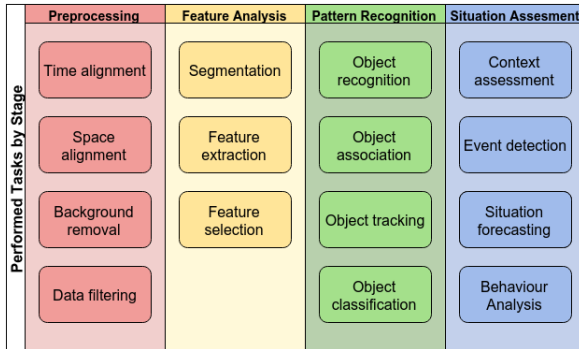 Performed Tasks by Stage
Preprocessing
Time alignment
Space
alignment
Background
removal
Data filtering
Feature Analysis
Segmentation
Feature
extraction
Feature
selection
Pattern Recognition
Object
recognition
Object
association
Object tracking
Object
classification
Situation Assesment
Context
assessment
Event detection
Situation
forecasting
Behaviour
Analysis